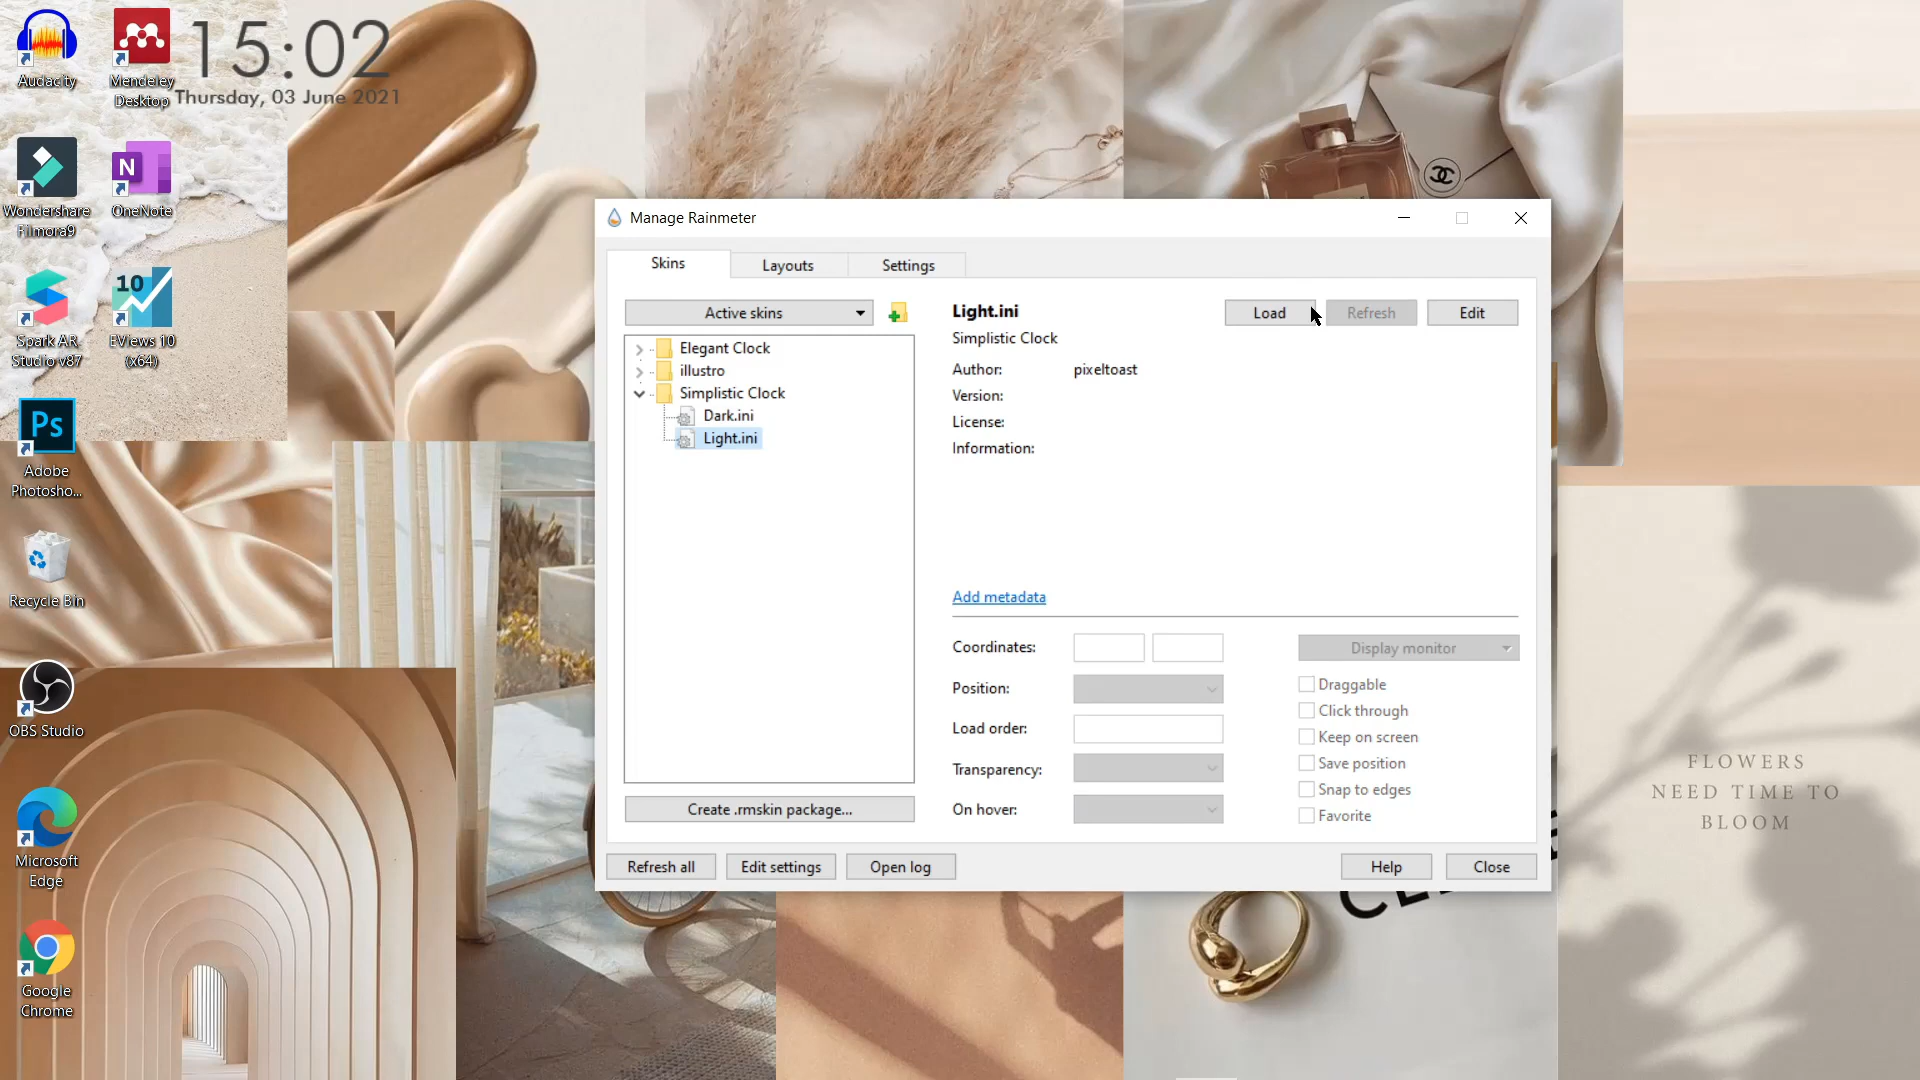 15:02
Thursday, 03 June 2021
Audacity
Mendeley
Desktop
Wondershare
Filmora9
N
OneNote
Spark AR
Studio v87
10
EViews 10
(x64)
Ps
Adobe
Photosho...
Recycle Bin
OBS Studio
Microsoft
Edge
Google
Chrome
Manage Rainmeter
Skins
Layouts
Settings
Active skins
Elegant Clock
illustro
Simplistic Clock
Dark.ini
Light.ini
Create .rmskin package...
Light.ini
Load
Refresh
Edit
Simplistic Clock
Author: pixeltoast
Version:
License:
Information:
Add metadata
Coordinates:
Position:
Load order:
Transparency:
On hover:
Display monitor
Draggable
Click through
Keep on screen
Save position
Snap to edges
Favorite
Refresh all
Edit settings
Open log
Help
Close
FLOWERS
NEED TIME TO
BLOOM